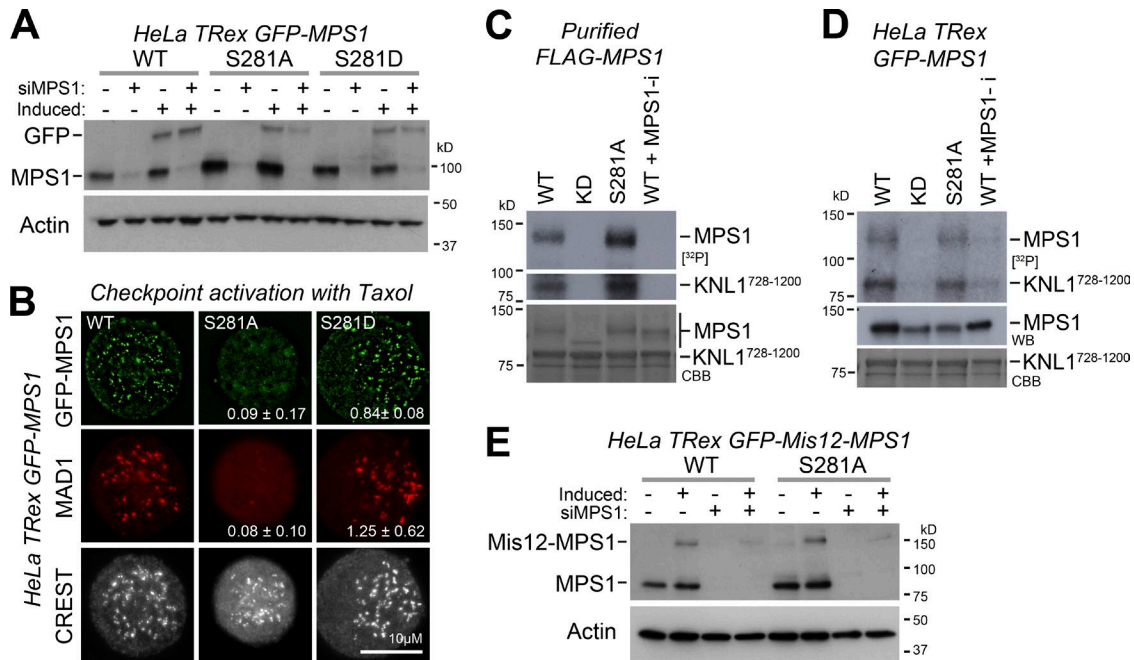 A
HeLa TRex GFP-MPS1
WT S281A S281D
siMPS1: - + - + - + - + - + - +
Induced: - - + + - - + + - - + +
GFP
kD
MPS1
100
50
Actin
37
B
Checkpoint activation with Taxol
HeLa TRex GFP-MPS1
GFP-MPS1
WT S281A S281D
0.09 ± 0.17 0.84± 0.08
MAD1
0.08 ± 0.10 1.25 ± 0.62
CREST
10µM
C
Purified
FLAG-MPS1
WT KD S281A WT + MPS1-i
kD
150
MPS1
[32P]
100
100
KNL1728-1200
75
MPS1
75
KNL1728-1200
CBB
D
HeLa TRex
GFP-MPS1
WT KD S281A WT +MPS1- i
kD
150
MPS1
[32P]
100
KNL1728-1200
75
MPS1
WB
KNL1728-1200
75
CBB
E
HeLa TRex GFP-Mis12-MPS1
WT S281A
Induced: - + - + - + - +
siMPS1: - - + + - - + +
kD
Mis12-MPS1
150
100
MPS1
75
50
Actin
37